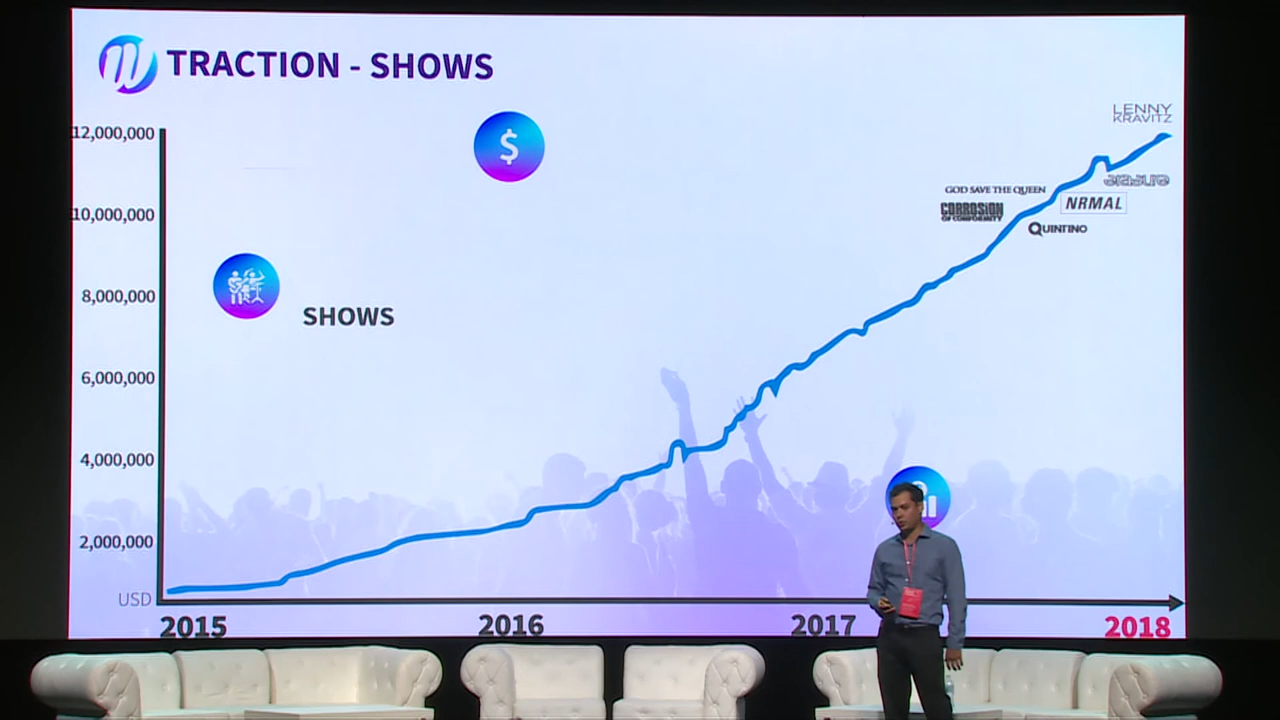 TRACTION - SHOWS
LENNY
KRAVITZ
12,000,000
$
erasure
GOD SAVE THE QUEEN
NRMAL
CORROSION
OF CONFORMITY
10,000,000
QUINTINO
8,000,000
SHOWS
6,000,000
4,000,000
2,000,000
USD
2015
2016
2017
2018